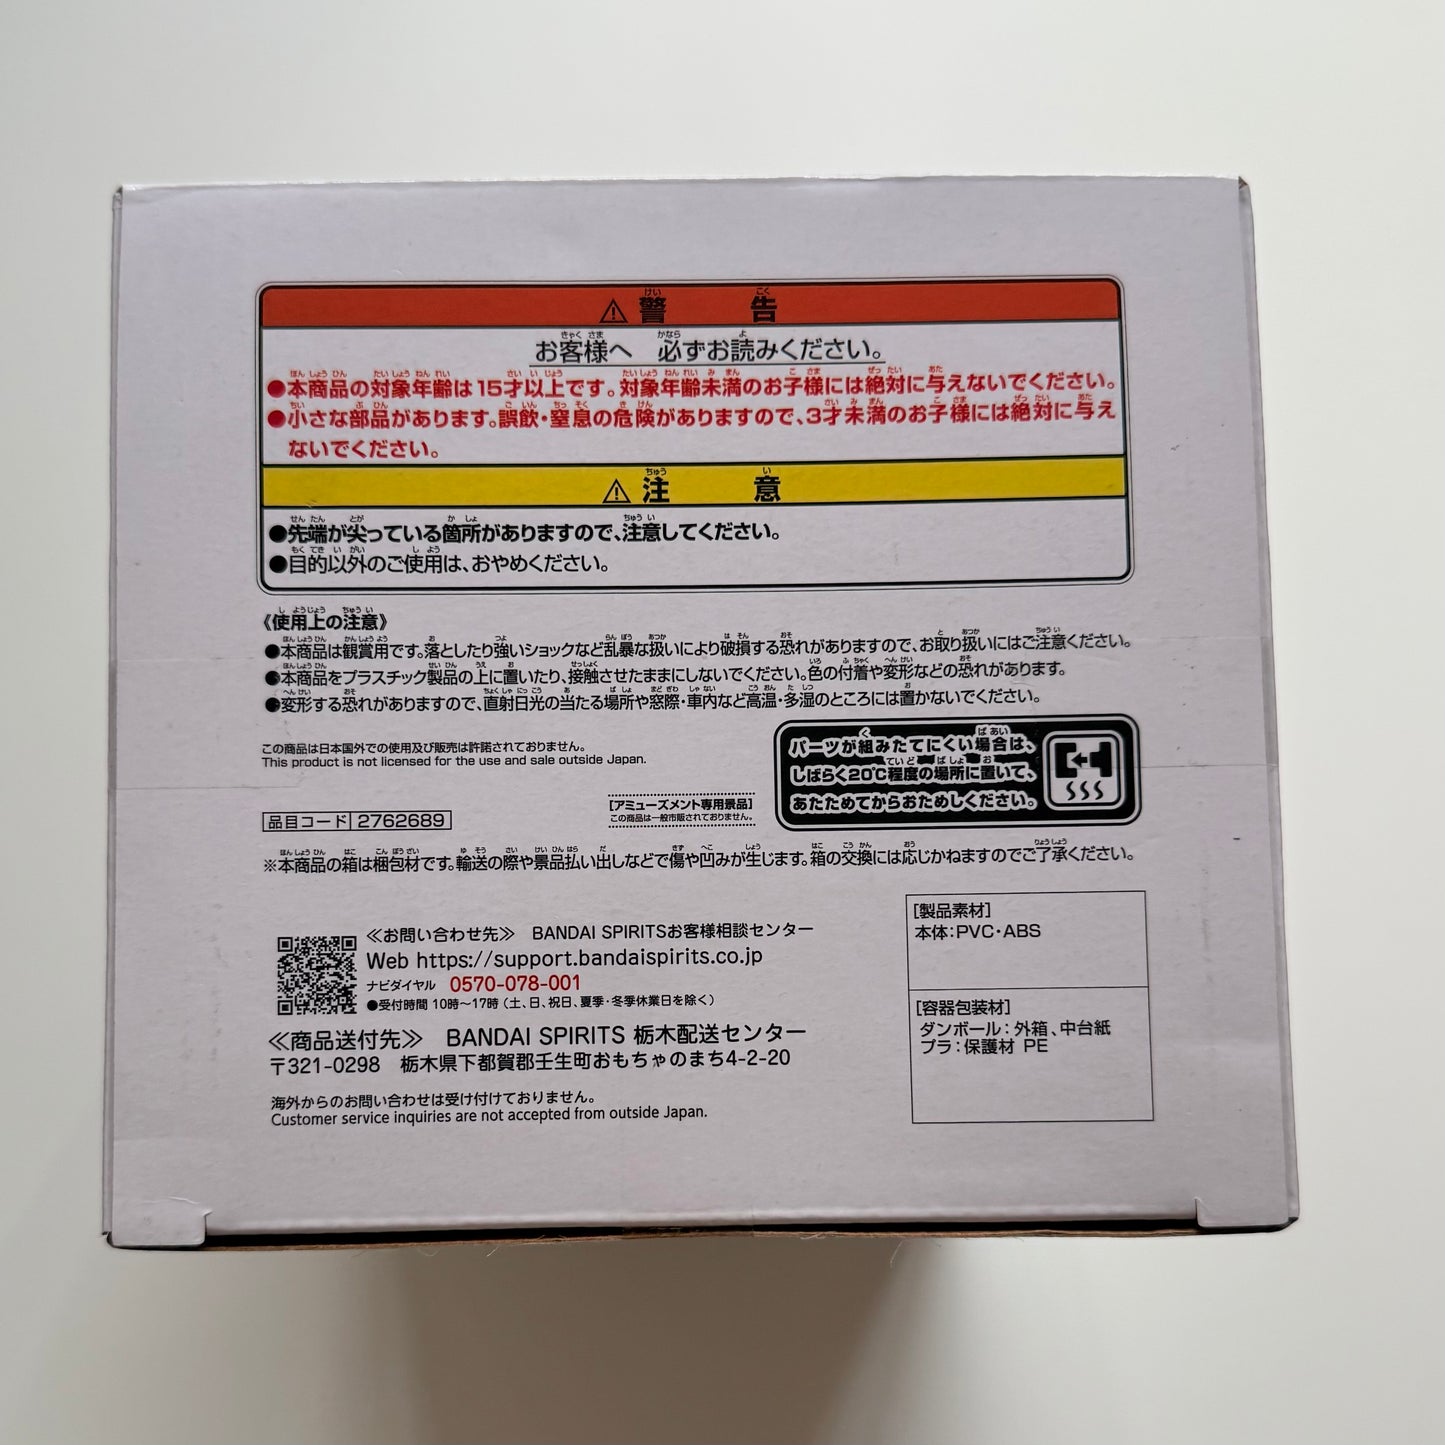 ⚠警告
お客様へ 必ずお読みください。
●本商品の対象年齢は15才以上です。対象年齢未満のお子様には絶対に与えないでください。
●小さな部品があります。誤飲・窒息の危険がありますので、3才未満のお子様には絶対に与え
ないでください。
⚠注意
●先端が尖っている箇所がありますので、注意してください。
●目的以外のご使用は、おやめください。
《使用上の注意》
●本商品は観賞用です。落としたり強いショックなど乱暴な扱いにより破損する恐れがありますので、お取り扱いにはご注意ください。
●本商品をプラスチック製品の上に置いたり、接触させたままにしないでください。色の付着や変形などの恐れがあります。
●変形する恐れがありますので、直射日光の当たる場所や窓際・車内など高温・多湿のところには置かないでください。
この商品は日本国外での使用及び販売は許諾されておりません。
This product is not licensed for the use and sale outside Japan.
パーツが組みたてにくい場合は、
しばらく20℃程度の場所に置いて、
あたためてからおためしください。
品目コード 2762689
[アミューズメント専用景品]
この商品は一般市販されておりません。
※本商品の箱は梱包材です。輸送の際や景品払い出しなどで傷や凹みが生じます。箱の交換には応じかねますのでご了承ください。
≪お問い合わせ先≫ BANDAI SPIRITSお客様相談センター
Web https://support.bandaispirits.co.jp
ナビダイヤル 0570-078-001
●受付時間 10時～17時（土、日、祝日、夏季・冬季休業日を除く）
≪商品送付先≫ BANDAI SPIRITS 栃木配送センター
〒321-0298 栃木県下都賀郡壬生町おもちゃのまち4-2-20
海外からのお問い合わせは受け付けておりません。
Customer service inquiries are not accepted from outside Japan.
[製品素材]
本体：PVC・ABS
[容器包装材]
ダンボール：外箱、中台紙
プラ：保護材 PE